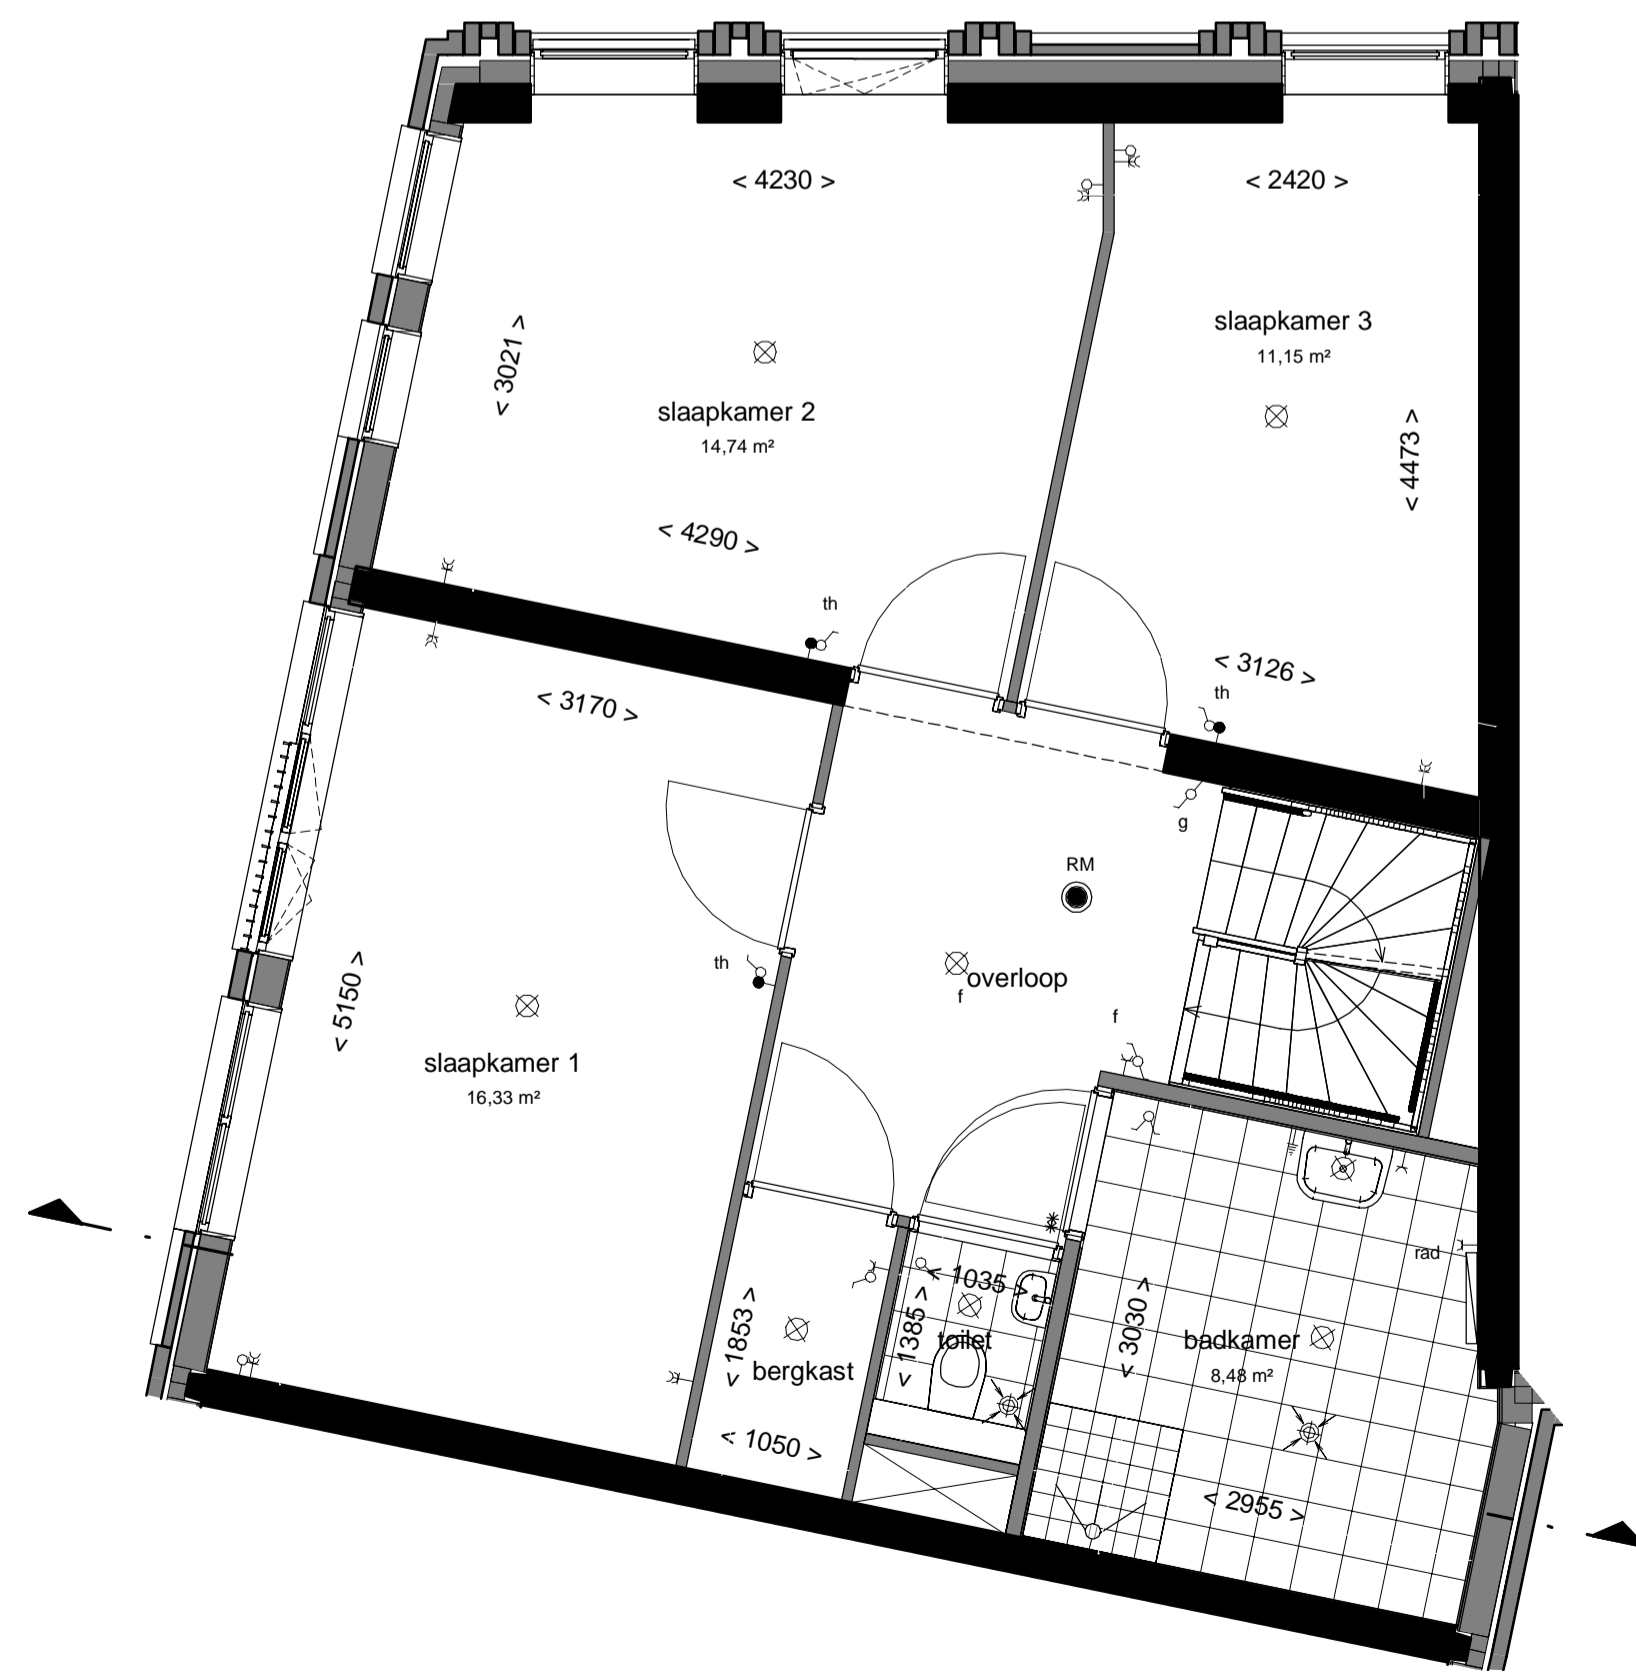 < 4230 >
< 2420 >
slaapkamer 3
11,15 m²
< 3021 >
slaapkamer 2
14,74 m²
< 4473 >
< 4290 >
th
< 3126 >
th
< 3170 >
g
RM
th
overloop
f
f
< 5150 >
slaapkamer 1
16,33 m²
rad
< 1035 >
< 1853 >
< 1385 >
toilet
< 3030 >
badkamer
8,48 m²
bergkast
< 1050 >
< 2955 >